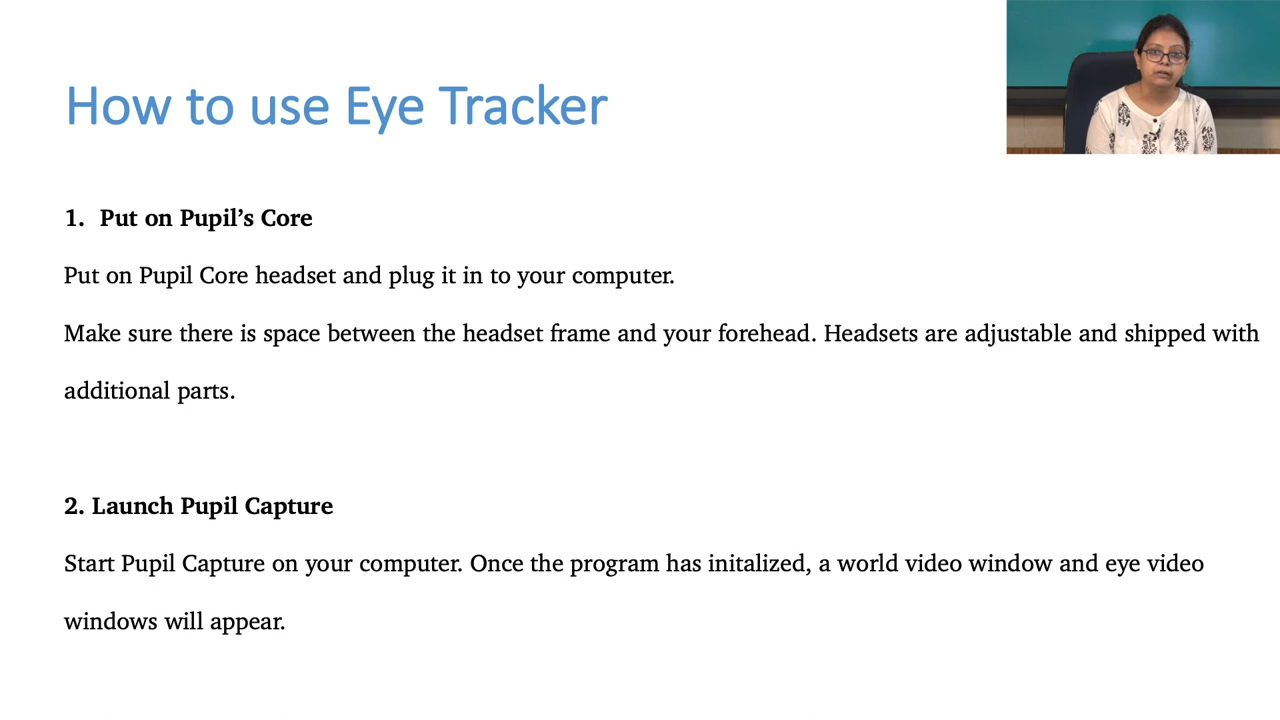 How to use Eye Tracker
1. Put on Pupil’s Core
Put on Pupil Core headset and plug it in to your computer.
Make sure there is space between the headset frame and your forehead. Headsets are adjustable and shipped with
additional parts.
2. Launch Pupil Capture
Start Pupil Capture on your computer. Once the program has initalized, a world video window and eye video
windows will appear.